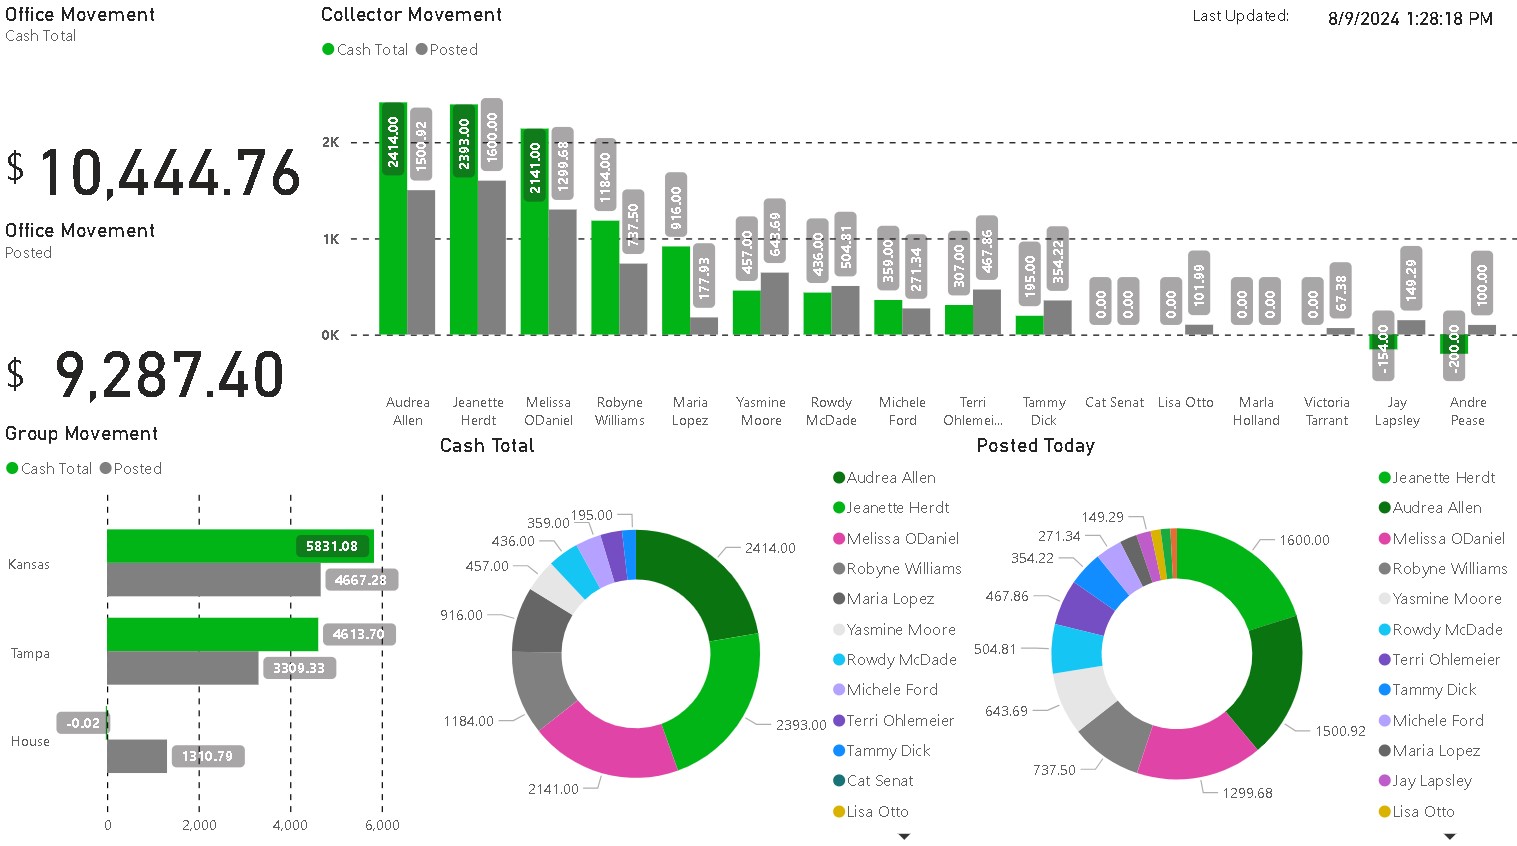 Office Movement
Cash Total
$ 10,444.76
Office Movement
Posted
$ 9,287.40
Collector Movement
Cash Total Posted
Last Updated: 8/9/2024 1:28:18 PM
2K
1K
0K
2414.00
1500.92
2393.00
1600.00
2141.00
1299.68
1184.00
737.50
916.00
177.93
457.00
643.69
436.00
504.81
359.00
271.34
307.00
467.86
195.00
354.22
0.00
0.00
0.00
101.99
0.00
0.00
0.00
67.38
-154.00
149.29
-200.00
100.00
Audrea
Allen
Jeanette
Herdt
Melissa
ODaniel
Robyne
Williams
Maria
Lopez
Yasmine
Moore
Rowdy
McDade
Michele
Ford
Terri
Ohlemei...
Tammy
Dick
Cat Senat
Lisa Otto
Marla
Holland
Victoria
Tarrant
Jay
Lapsley
Andre
Pease
Group Movement
Cash Total Posted
Kansas
5831.08
4667.28
Tampa
4613.70
3309.33
House
-0.02
1310.79
0
2,000
4,000
6,000
Cash Total
2414.00
2393.00
2141.00
1184.00
916.00
457.00
436.00
359.00
195.00
Audrea Allen
Jeanette Herdt
Melissa ODaniel
Robyne Williams
Maria Lopez
Yasmine Moore
Rowdy McDade
Michele Ford
Terri Ohlemeier
Tammy Dick
Cat Senat
Lisa Otto
Posted Today
1600.00
1500.92
1299.68
737.50
643.69
504.81
467.86
354.22
271.34
149.29
Jeanette Herdt
Audrea Allen
Melissa ODaniel
Robyne Williams
Yasmine Moore
Rowdy McDade
Terri Ohlemeier
Tammy Dick
Michele Ford
Maria Lopez
Jay Lapsley
Lisa Otto